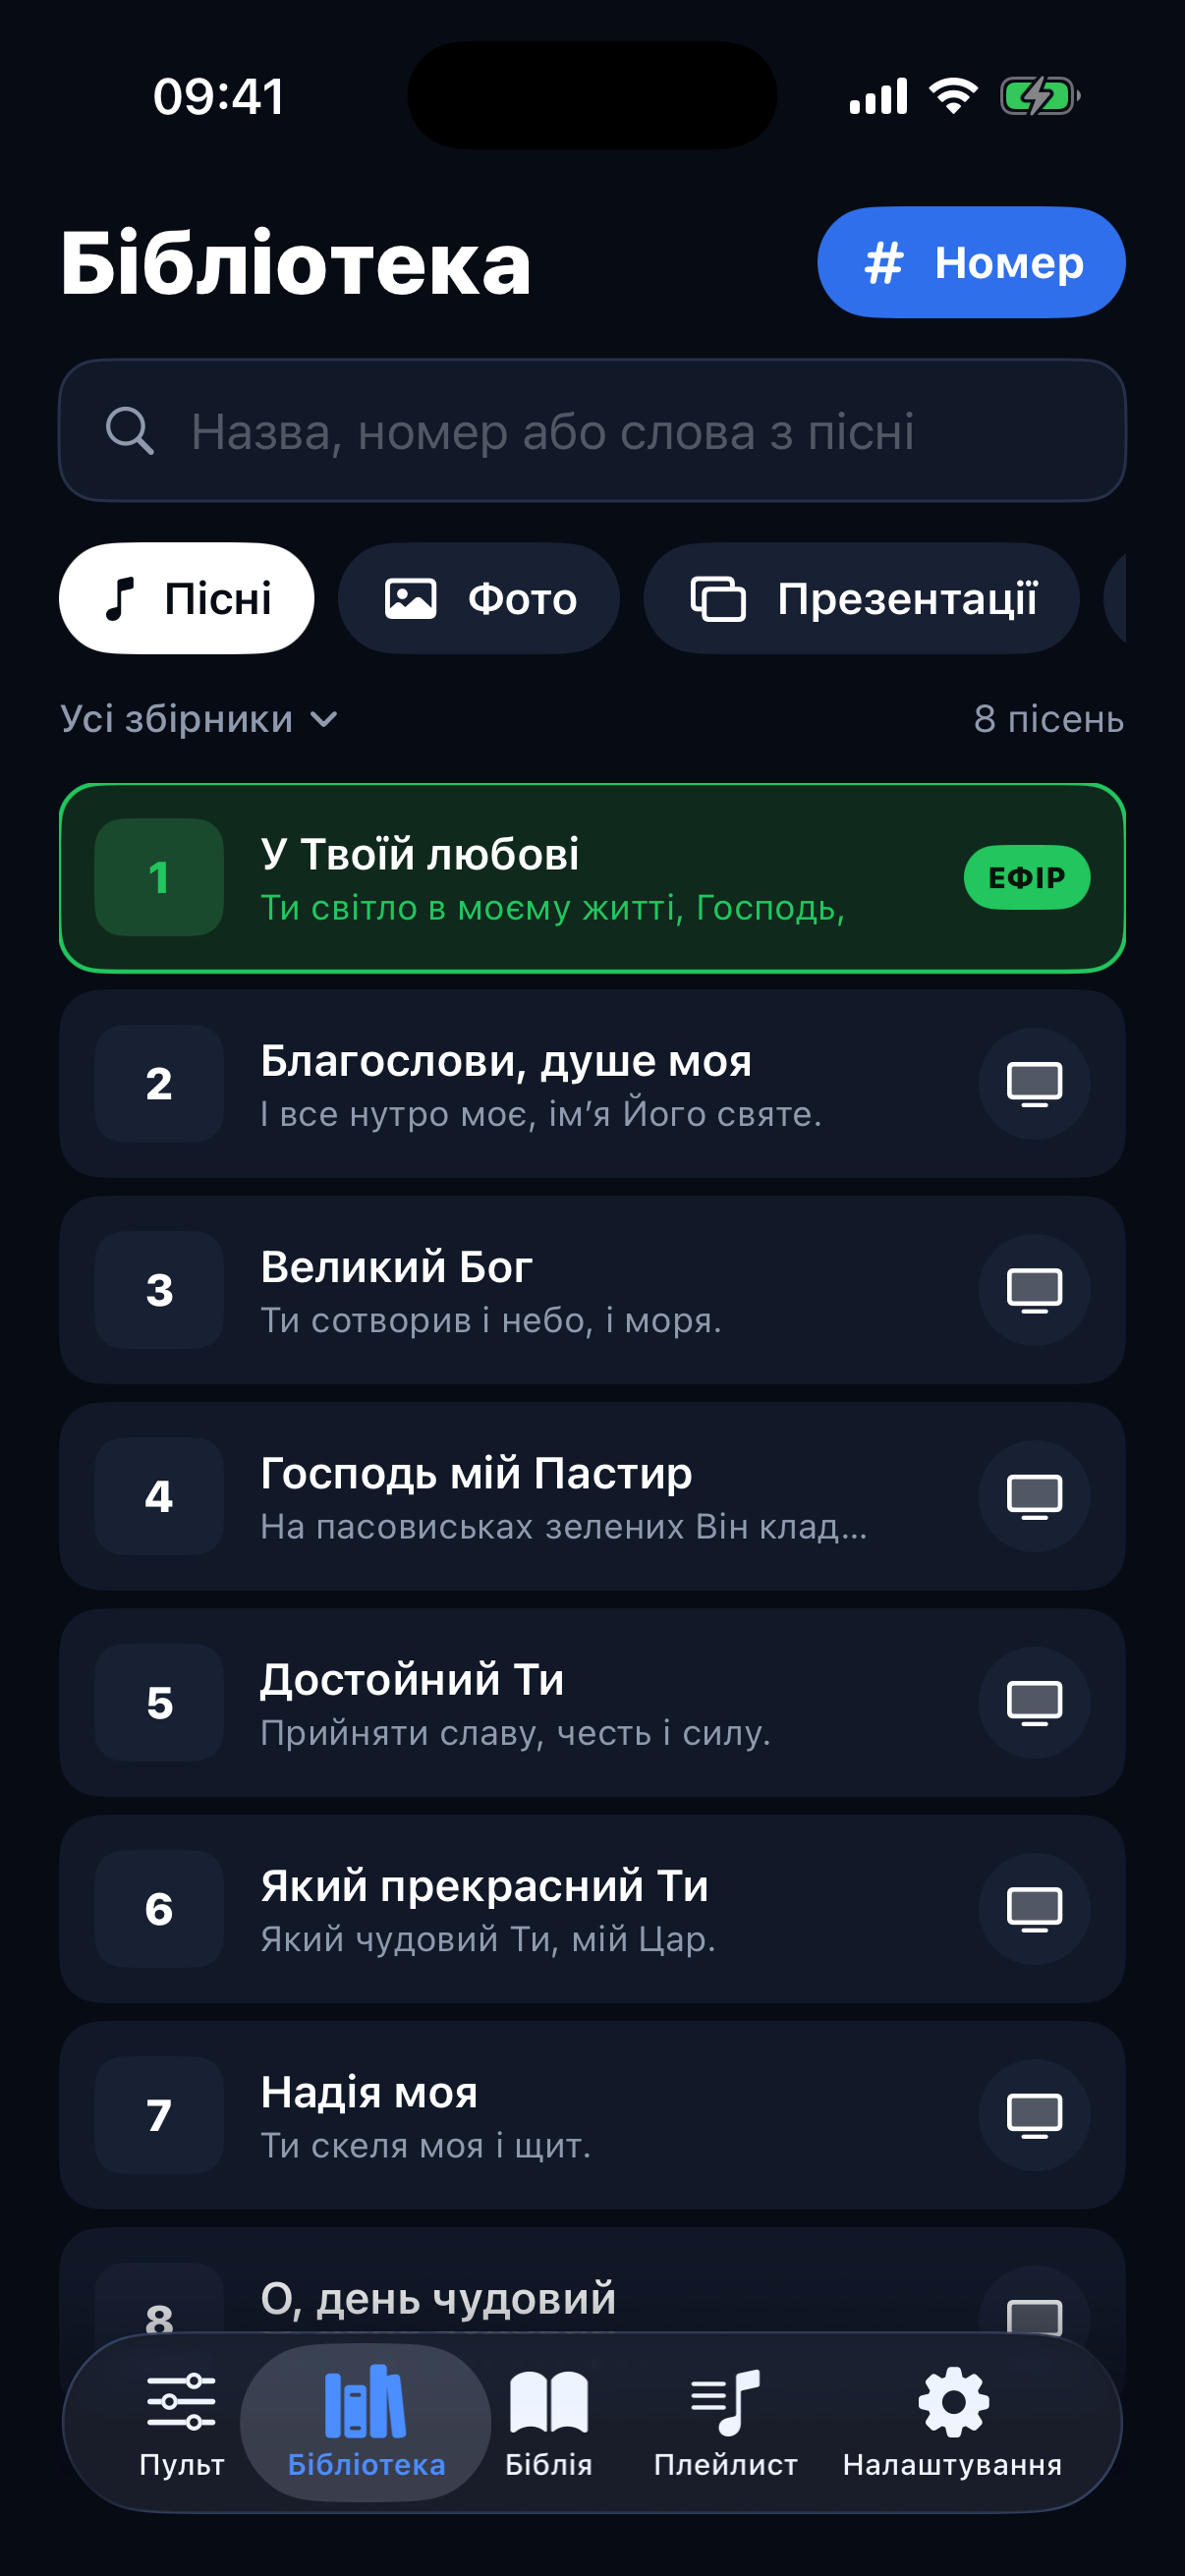 09:41
Бібліотека
# Номер
Назва, номер або слова з пісні
Пісні
Фото
Презентації
Усі збірники
8 пісень
1
У Твоїй любові
Ти світло в моєму житті, Господь,
ЕФІР
2
Благослови, душе моя
І все нутро моє, ім’я Його святе.
3
Великий Бог
Ти сотворив і небо, і моря.
4
Господь мій Пастир
На пасовиськах зелених Він клад...
5
Достойний Ти
Прийняти славу, честь і силу.
6
Який прекрасний Ти
Який чудовий Ти, мій Цар.
7
Надія моя
Ти скеля моя і щит.
8
О, день чудовий
Пульт
Бібліотека
Біблія
Плейлист
Налаштування